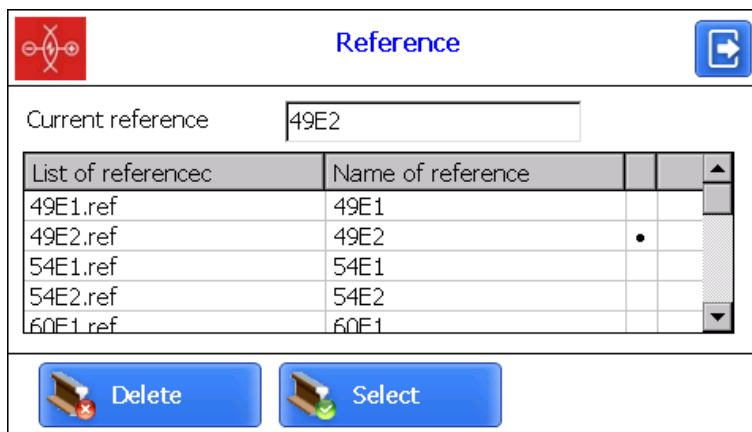 Reference
Current reference 49E2
List of referencec Name of reference
49E1.ref 49E1
49E2.ref 49E2 •
54E1.ref 54E1
54E2.ref 54E2
60E1.ref 60E1
Delete Select